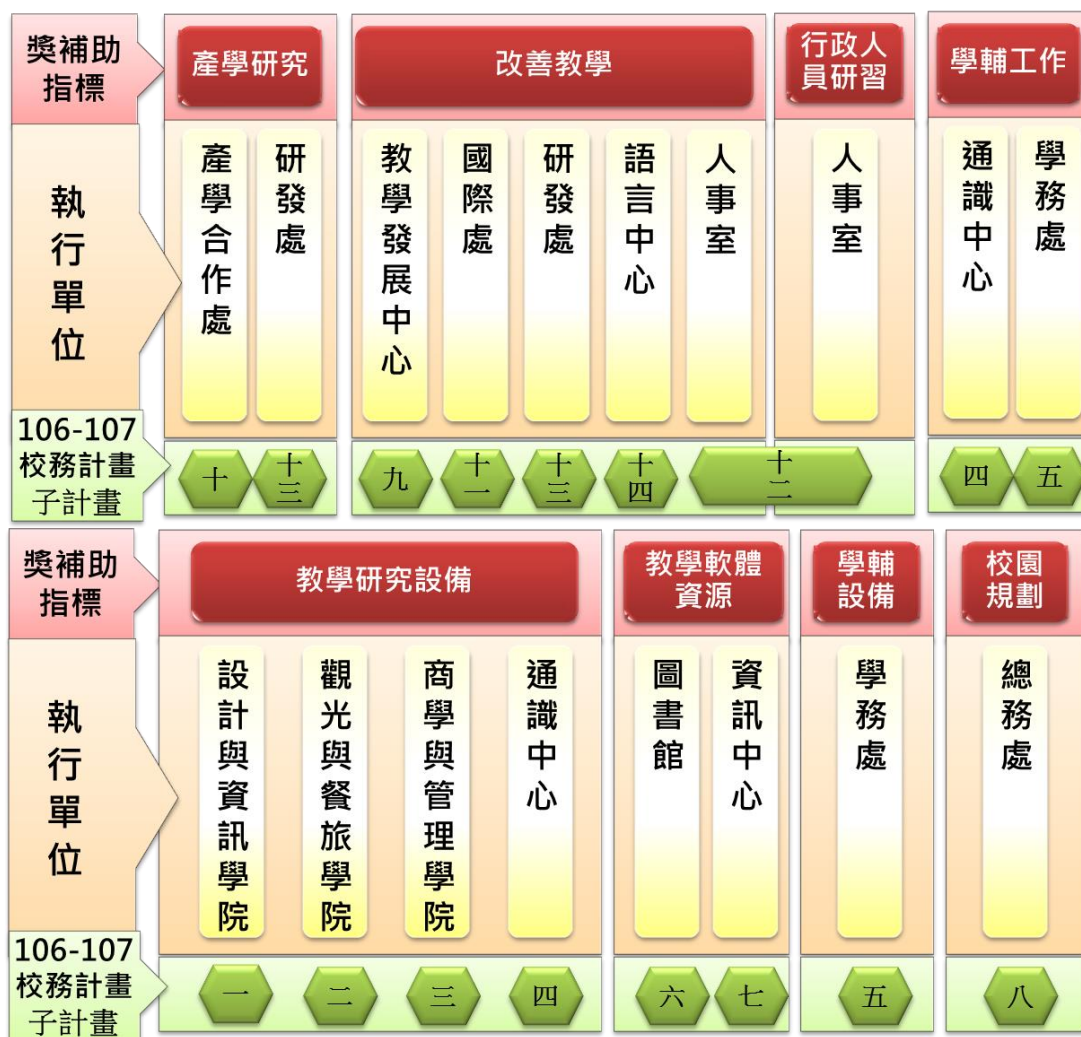 獎補助
指標
產學研究
改善教學
行政人
員研習
學輔工作
執行單位
產學合作處
研發處
教學發展中心
國際處
研發處
語言中心
人事室
人事室
通識中心
學務處
106-107
校務計畫
子計畫
十
十三
九
十一
十三
十四
十二
四
五
獎補助
指標
教學研究設備
教學軟體
資源
學輔
設備
校園
規劃
執行單位
設計與資訊學院
觀光與餐旅學院
商學與管理學院
通識中心
圖書館
資訊中心
學務處
總務處
106-107
校務計畫
子計畫
一
二
三
四
六
七
五
八